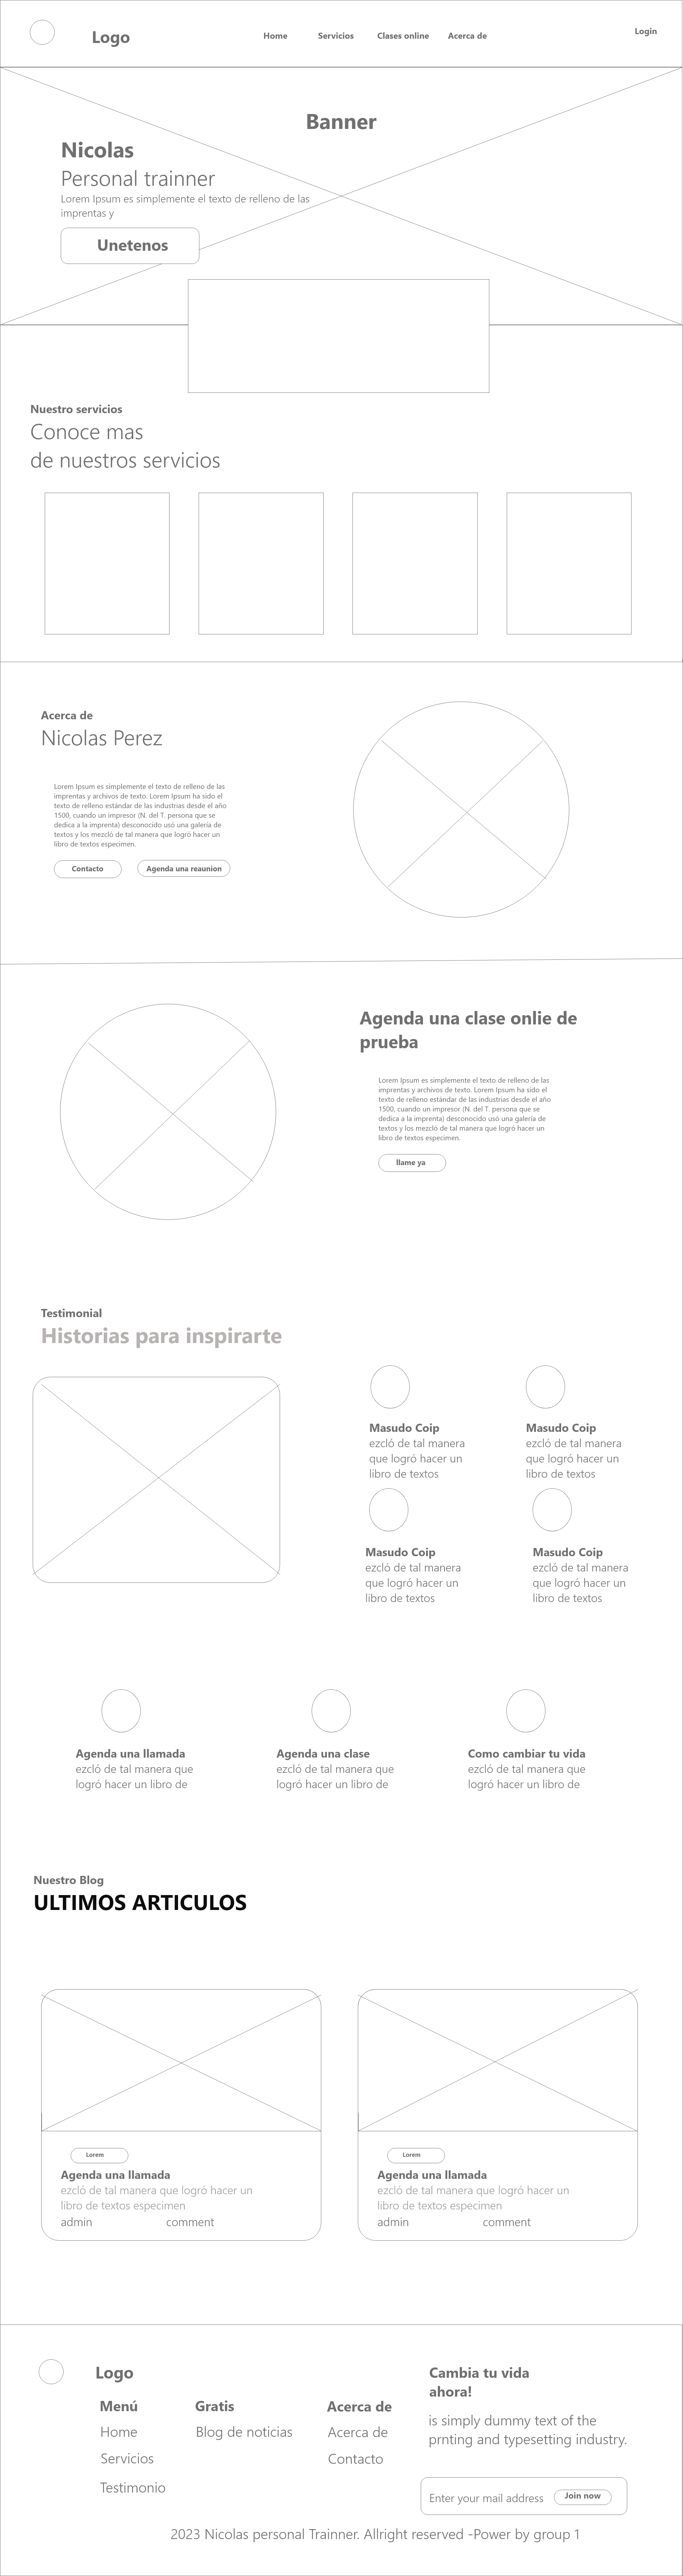 Logo
Home
Servicios
Clases online
Acerca de
Login
Banner
Nicolas
Personal trainner
Lorem Ipsum es simplemente el texto de relleno de las
imprentas y
Unetenos
Nuestro servicios
Conoce mas
de nuestros servicios
Acerca de
Nicolas Perez
Lorem Ipsum es simplemente el texto de relleno de las
imprentas y archivos de texto. Lorem Ipsum ha sido el
texto de relleno estándar de las industrias desde el año
1500, cuando un impresor (N. del T. persona que se
dedica a la imprenta) desconocido usó una galería de
textos y los mezcló de tal manera que logró hacer un
libro de textos especimen.
Contacto
Agenda una reaunion
Agenda una clase onlie de
prueba
Lorem Ipsum es simplemente el texto de relleno de las
imprentas y archivos de texto. Lorem Ipsum ha sido el
texto de relleno estándar de las industrias desde el año
1500, cuando un impresor (N. del T. persona que se
dedica a la imprenta) desconocido usó una galería de
textos y los mezcló de tal manera que logró hacer un
libro de textos especimen.
llame ya
Testimonial
Historias para inspirarte
Masudo Coip
ezcló de tal manera
que logró hacer un
libro de textos
Masudo Coip
ezcló de tal manera
que logró hacer un
libro de textos
Masudo Coip
ezcló de tal manera
que logró hacer un
libro de textos
Masudo Coip
ezcló de tal manera
que logró hacer un
libro de textos
Agenda una llamada
ezcló de tal manera que
logró hacer un libro de
Agenda una clase
ezcló de tal manera que
logró hacer un libro de
Como cambiar tu vida
ezcló de tal manera que
logró hacer un libro de
Nuestro Blog
ULTIMOS ARTICULOS
Lorem
Agenda una llamada
ezcló de tal manera que logró hacer un
libro de textos especimen
admin
comment
Lorem
Agenda una llamada
ezcló de tal manera que logró hacer un
libro de textos especimen
admin
comment
Logo
Menú
Home
Servicios
Testimonio
Gratis
Blog de noticias
Acerca de
Acerca de
Contacto
Cambia tu vida
ahora!
is simply dummy text of the
prnting and typesetting industry.
Enter your mail address
Join now
2023 Nicolas personal Trainner. Allright reserved -Power by group 1